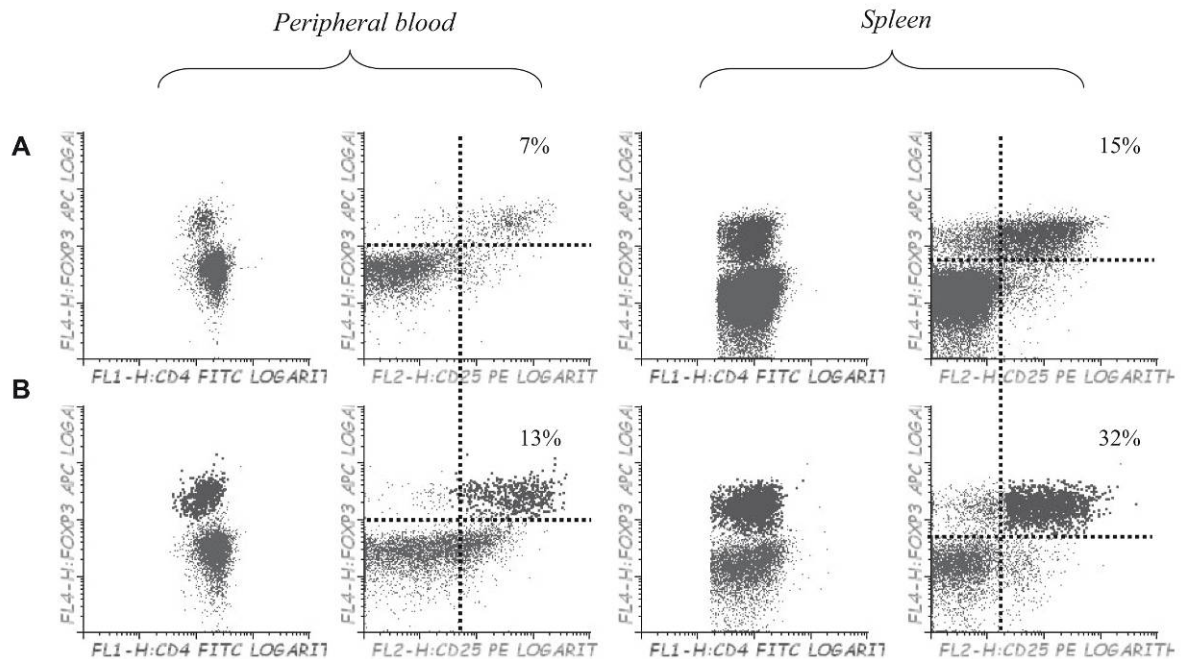 Peripheral blood
Spleen
A
7%
15%
FL4-H:FOXP3 APC LOGA
FL4-H:FOXP3 APC LOGA
FL4-H:FOXP3 APC LOGA
FL4-H:FOXP3 APC LOGA
FL1-H:CD4 FITC LOGARIT
FL2-H:CD25 PE LOGARIT
FL1-H:CD4 FITC LOGARIT
FL2-H:CD25 PE LOGARITH
B
13%
32%
FL4-H:FOXP3 APC LOGA
FL4-H:FOXP3 APC LOGA
FL4-H:FOXP3 APC LOGA
FL4-H:FOXP3 APC LOGA
FL1-H:CD4 FITC LOGARIT
FL2-H:CD25 PE LOGARIT
FL1-H:CD4 FITC LOGARIT
FL2-H:CD25 PE LOGARITH